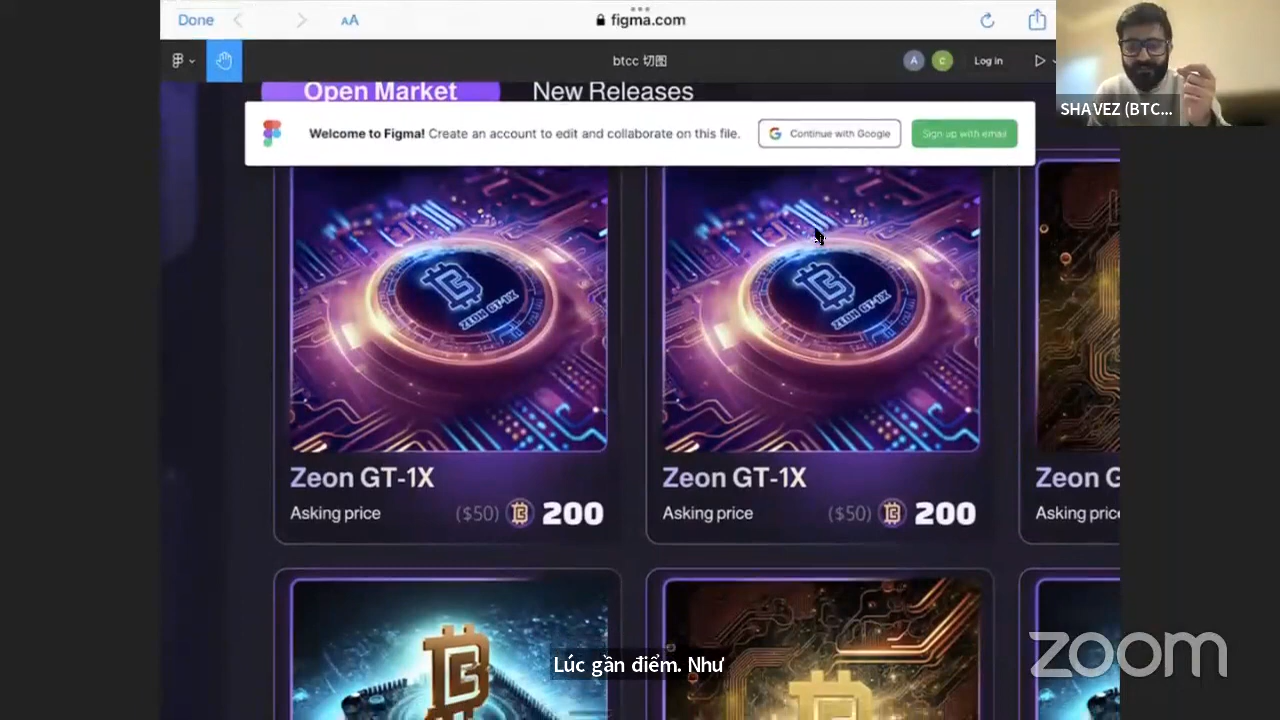 Done
AA
figma.com
btcc 切图
A
C
Log in
SHAVEZ (BTC...
Open Market
New Releases
Welcome to Figma! Create an account to edit and collaborate on this file.
Continue with Google
Sign up with email
ZEON GT-1X
ZEON GT-1X
Zeon GT-1X
Asking price
($50)
200
Zeon GT-1X
Asking price
($50)
200
Zeon G
Asking price
Lúc gần điểm. Như
zoom